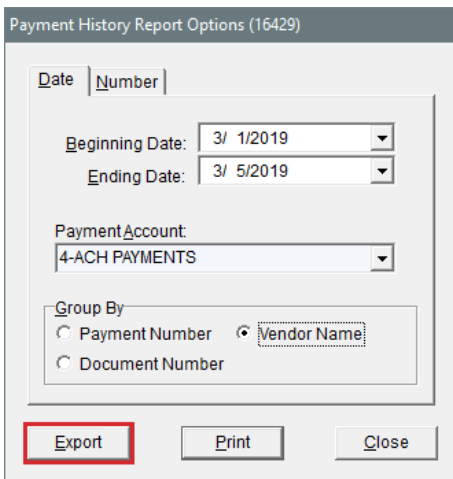 Payment History Report Options (16429)
Date Number
Beginning Date: 3/ 1/2019
Ending Date: 3/ 5/2019
Payment Account:
4-ACH PAYMENTS
Group By
Payment Number Vendor Name
Document Number
Export Print Close